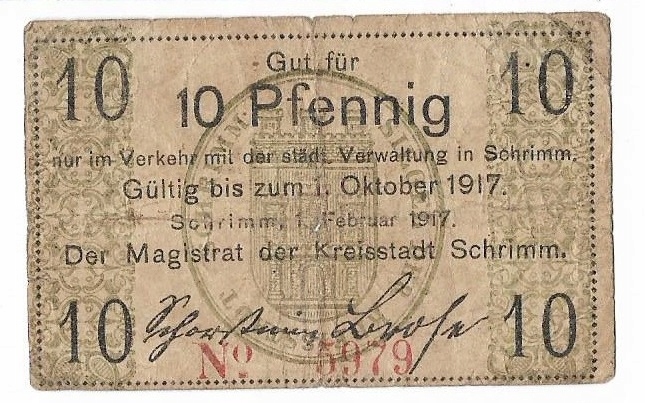 10 10
Gut für
10 Pfennig
nur im Verkehr mit der städt. Verwaltung in Schrimm.
Gültig bis zum 1. Oktober 1917.
Schrimm, 1. Februar 1917.
Der Magistrat der Kreisstadt Schrimm.
10 10
No 5979